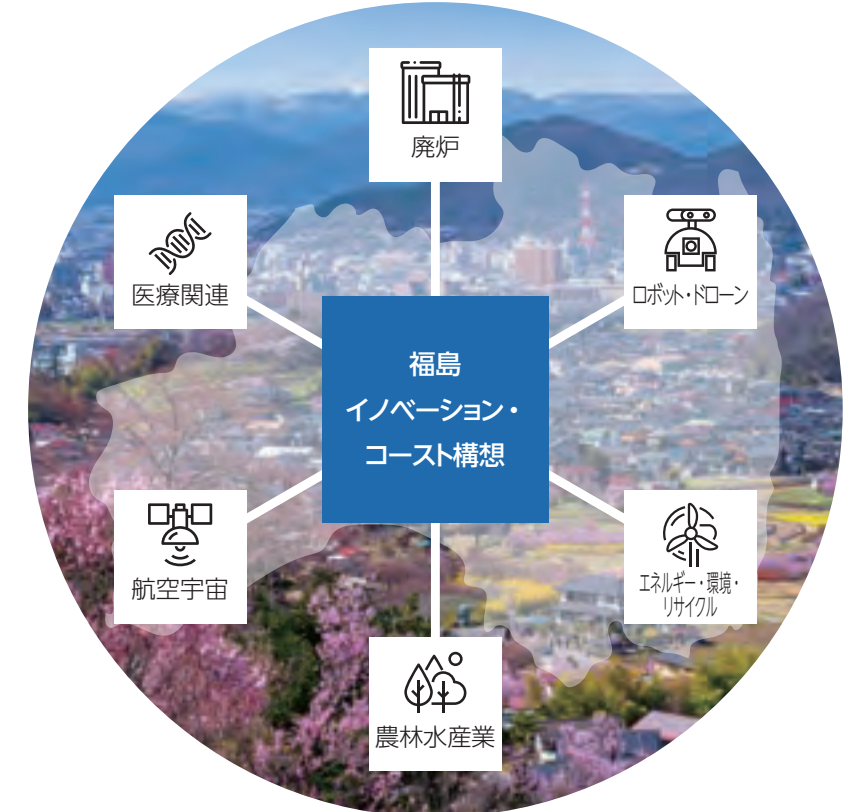 廃炉
医療関連
ロボット・ドローン
福島
イノベーション・
コースト構想
航空宇宙
エネルギー・環境・
リサイクル
農林水産業